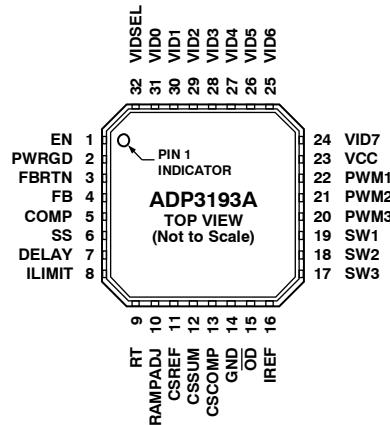 VIDSEL
VID0
VID1
VID2
VID3
VID4
VID5
VID6
32
31
30
29
28
27
26
25
EN 1
PWRGD 2
FBRTN 3
FB 4
COMP 5
SS 6
DELAY 7
ILIMIT 8
PIN 1
INDICATOR
ADP3193A
TOP VIEW
(Not to Scale)
24 VID7
23 VCC
22 PWM1
21 PWM2
20 PWM3
19 SW1
18 SW2
17 SW3
9
10
11
12
13
14
15
16
RT
RAMPADJ
CSREF
CSSUM
CSCOMP
GND
OD
IREF